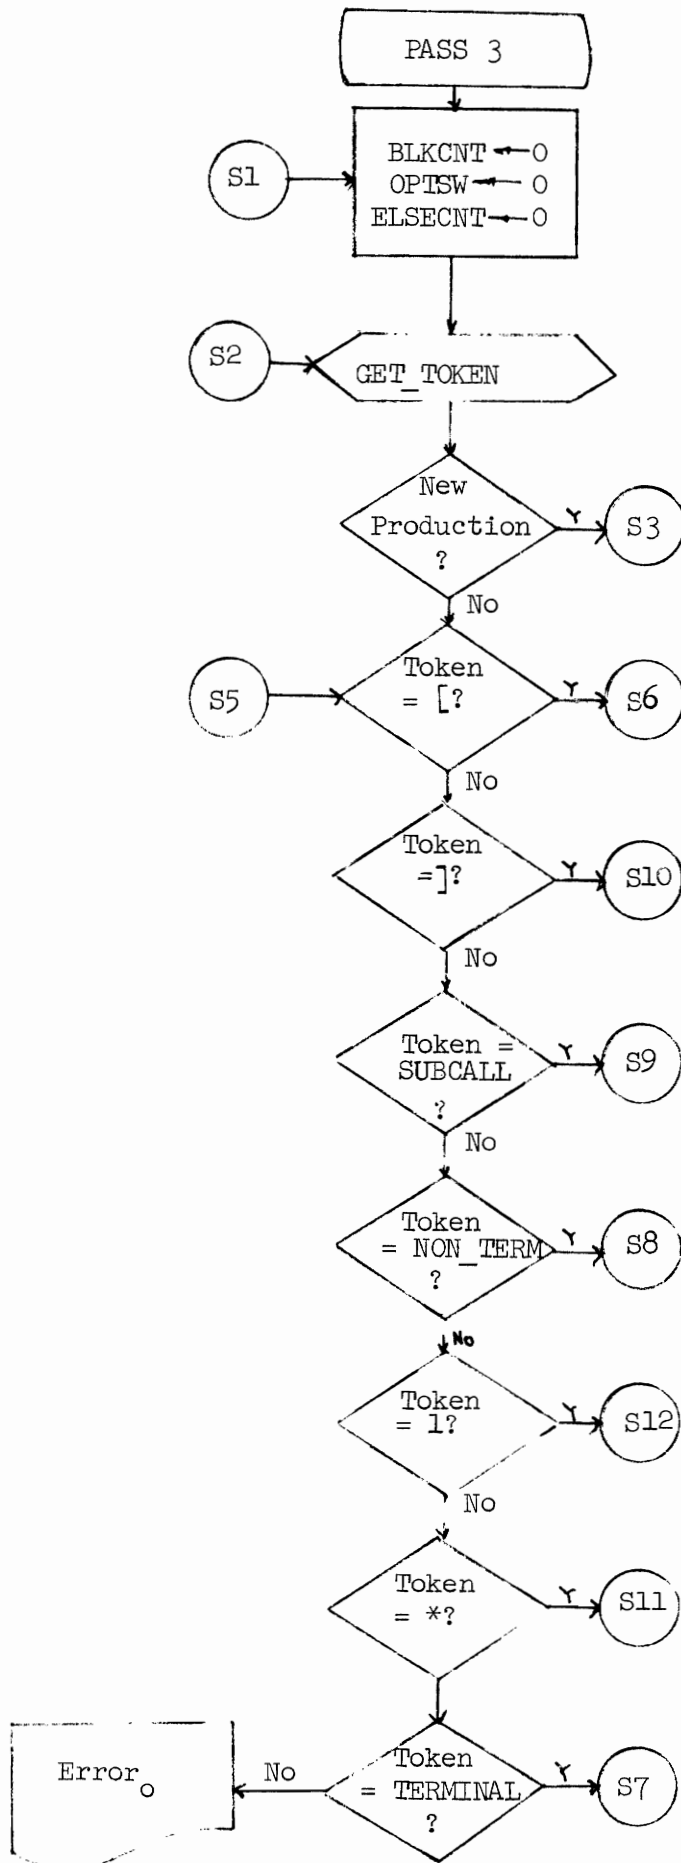 PASS 3
BLKCNT ← 0
S1
OPTSW ← 0
ELSECNT ← 0
S2
GET_TOKEN
New
Production
?
Y
S3
No
S5
Token
= [?
Y
S6
No
Token
=]?
Y
S10
No
Token =
SUBCALL
?
Y
S9
No
Token
= NON_TERM
?
Y
S8
No
Token
= 1?
Y
S12
No
Token
= *?
Y
S11
Error o
No
Token
= TERMINAL
?
Y
S7